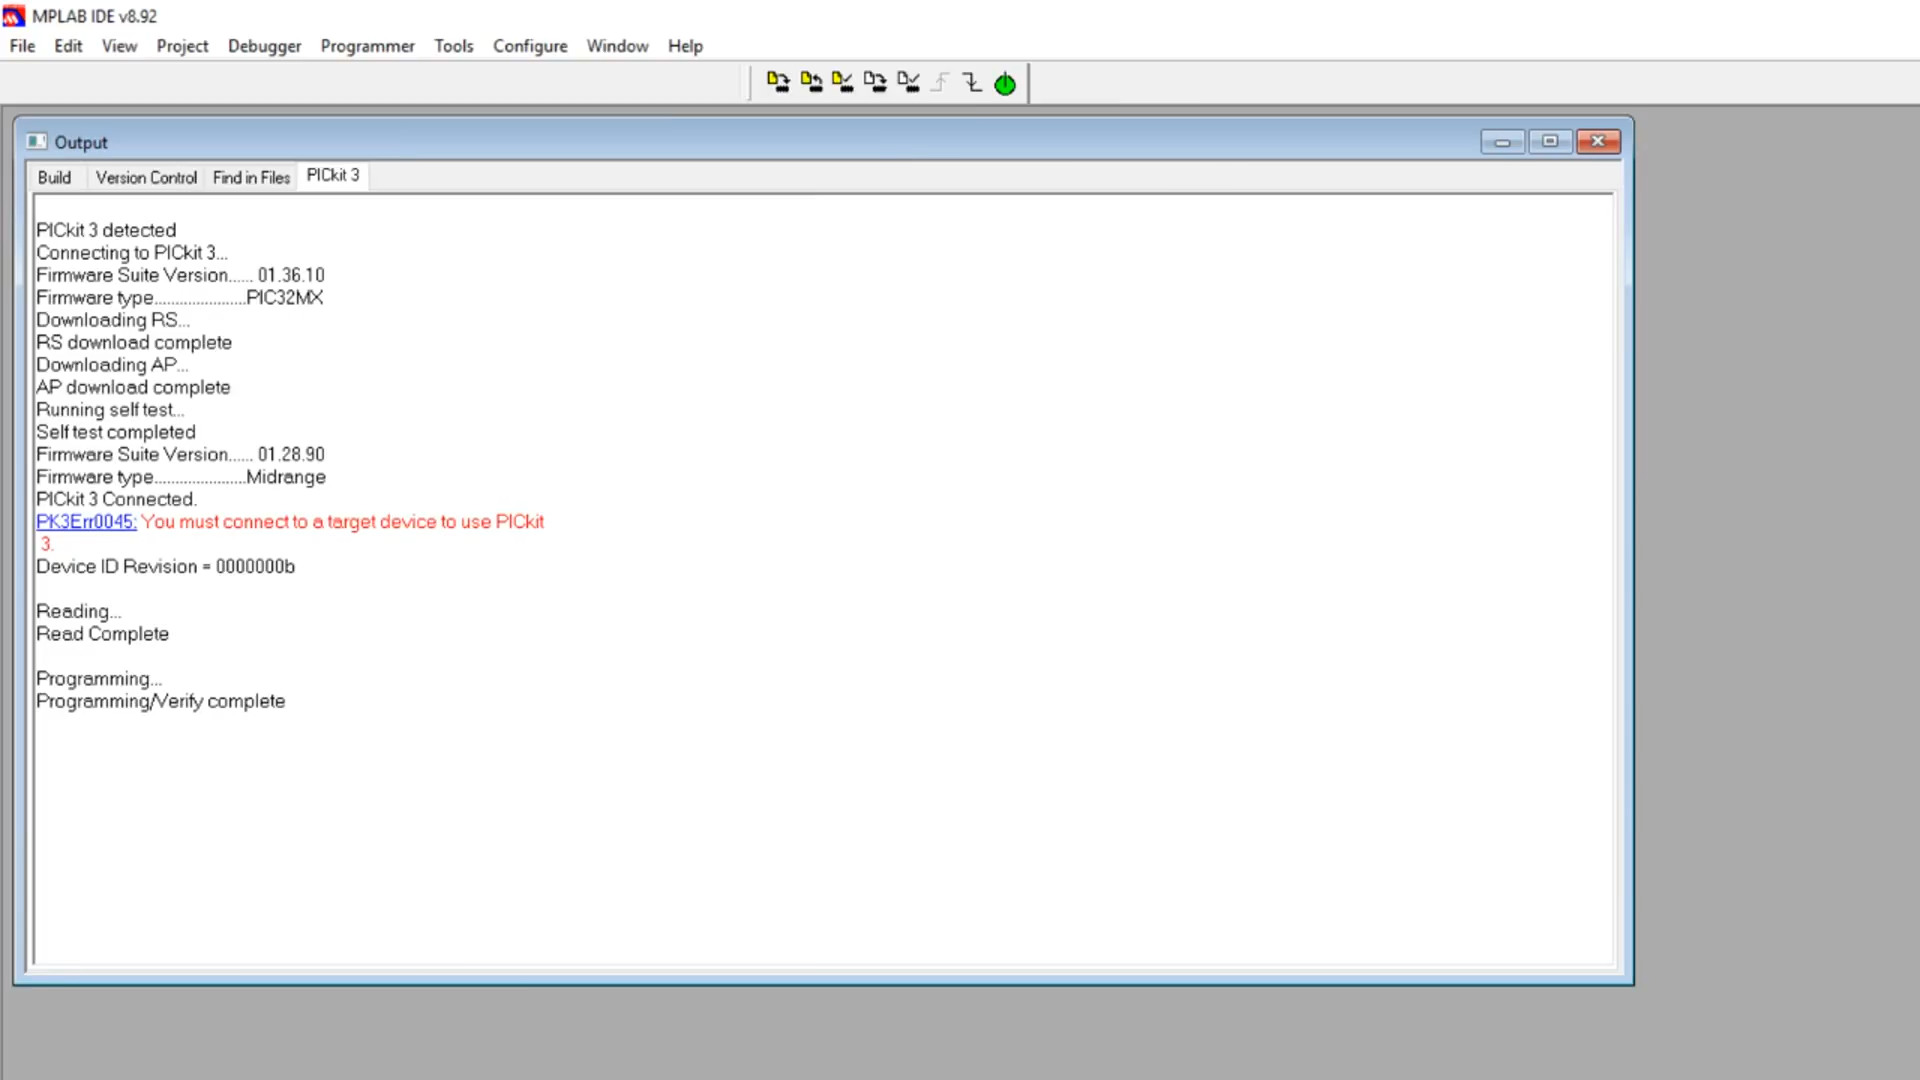 MPLAB IDE v8.92
File Edit View Project Debugger Programmer Tools Configure Window Help
Output
Build Version Control Find in Files PICkit 3
PICkit 3 detected
Connecting to PICkit 3...
Firmware Suite Version...... 01.36.10
Firmware type......................PIC32MX
Downloading RS...
RS download complete
Downloading AP...
AP download complete
Running self test...
Self test completed
Firmware Suite Version...... 01.28.90
Firmware type......................Midrange
PICkit 3 Connected.
PK3Err0045: You must connect to a target device to use PICkit
3.
Device ID Revision = 0000000b
Reading...
Read Complete
Programming...
Programming/Verify complete